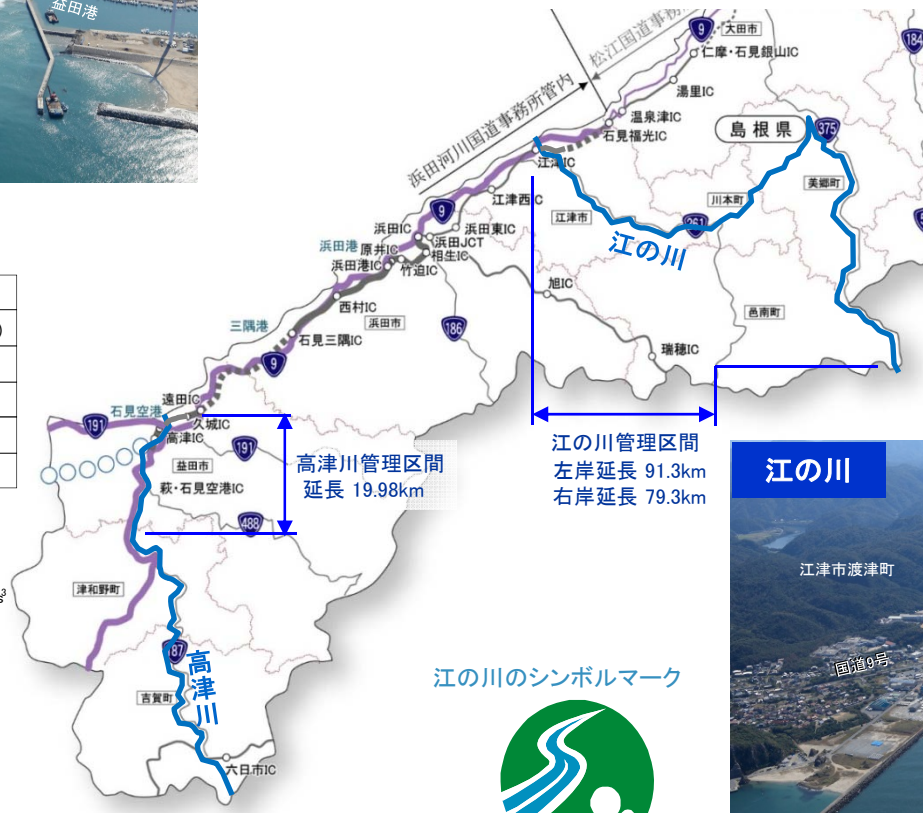 益田港
9
大田市
184
松江国道事務
仁摩・石見銀山IC
湯里IC
浜田河川国道事務所管内
温泉津IC
石見福光IC
島根県
375
江津IC
美郷町
江津西IC
川本町
9
江津市
261
浜田IC
浜田東IC
浜田港
原井IC
浜田JCT
江の川
相生IC
浜田港IC
竹迫IC
旭IC
西村IC
三隅港
浜田市
186
邑南町
石見三隅IC
瑞穂IC
9
遠田IC
石見空港
久城IC
191
高津IC
191
江の川管理区間
左岸延長 91.3km
右岸延長 79.3km
高津川管理区間
延長 19.98km
益田市
萩・石見空港IC
江の川
488
江津市渡津町
津和野町
187
国道9号
高津川
江の川のシンボルマーク
吉賀町
六日市IC